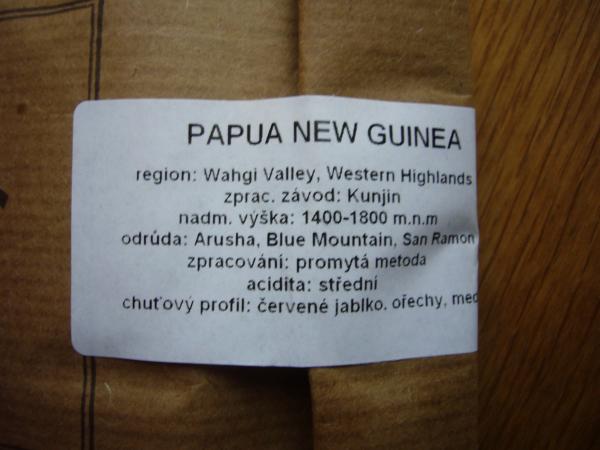 PAPUA NEW GUINEA
region: Wahgi Valley, Western Highlands
zprac. závod: Kunjin
nadm. výška: 1400-1800 m.n.m
odrůda: Arusha, Blue Mountain, San Ramon
zpracování: promytá metoda
acidita: střední
chuťový profil: červené jablko. ořechy,